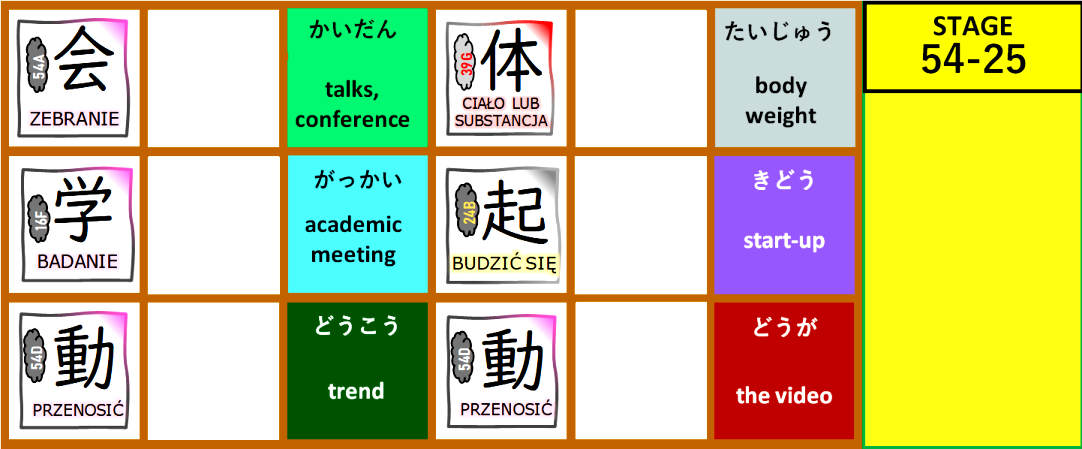 会
54A
ZEBRANIE
かいだん
talks,
conference
体
39G
CIAŁO LUB
SUBSTANCJA
たいじゅう
body
weight
STAGE
54-25
学
16F
BADANIE
がっかい
academic
meeting
起
24B
BUDZIĆ SIĘ
きどう
start-up
動
54D
PRZENOSIĆ
どうこう
trend
動
54D
PRZENOSIĆ
どうが
the video